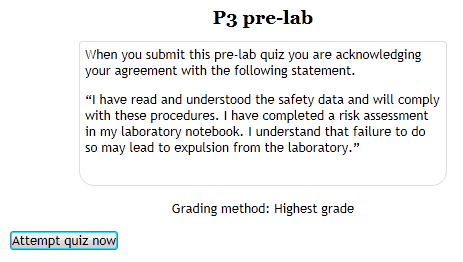 P3 pre-lab
When you submit this pre-lab quiz you are acknowledging
your agreement with the following statement.
“I have read and understood the safety data and will comply
with these procedures. I have completed a risk assessment
in my laboratory notebook. I understand that failure to do
so may lead to expulsion from the laboratory.”
Grading method: Highest grade
Attempt quiz now